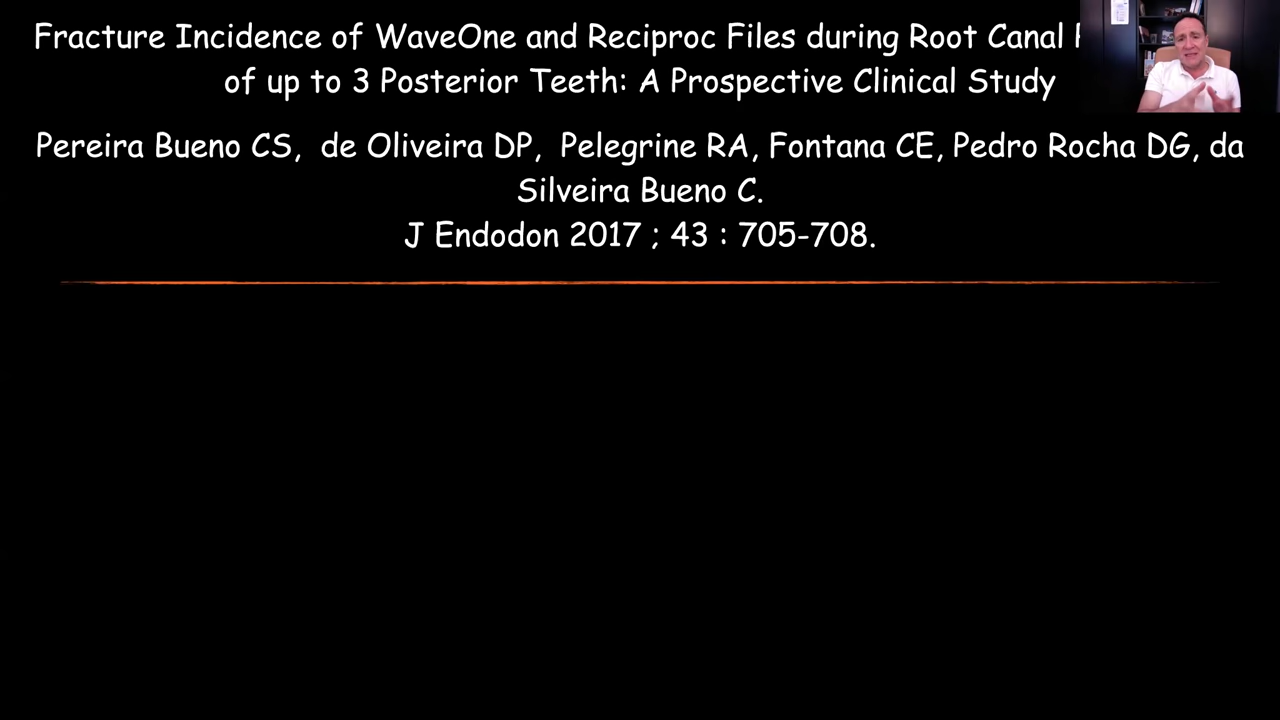 Fracture Incidence of WaveOne and Reciproc Files during Root Canal
of up to 3 Posterior Teeth: A Prospective Clinical Study
Pereira Bueno CS, de Oliveira DP, Pelegrine RA, Fontana CE, Pedro Rocha DG, da
Silveira Bueno C.
J Endodon 2017 ; 43 : 705-708.